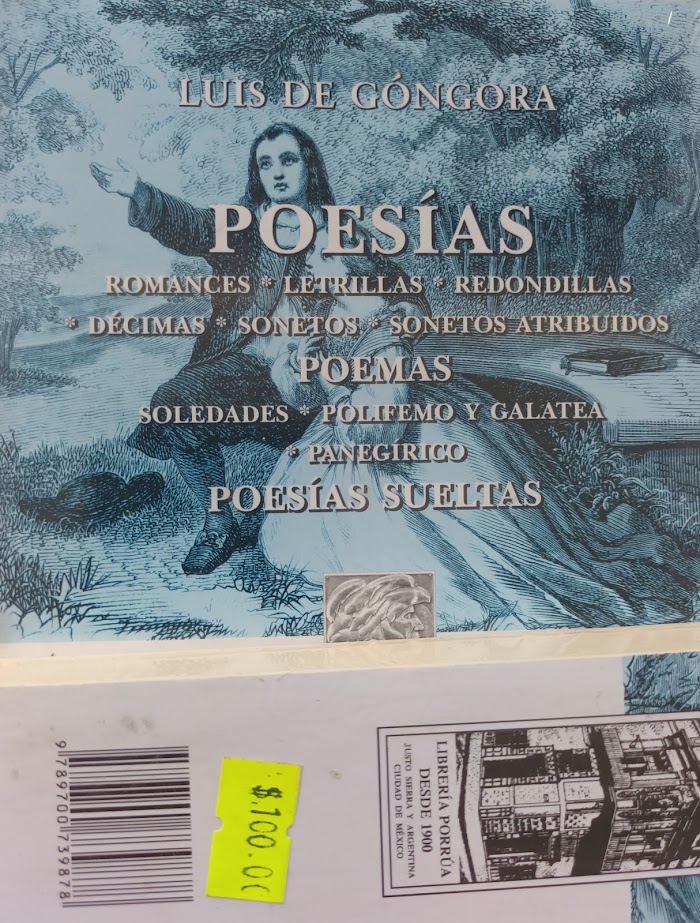 LUIS DE GÓNGORA
POESÍAS
ROMANCES * LETRILLAS * REDONDILLAS
* DÉCIMAS * SONETOS * SONETOS ATRIBUIDOS
POEMAS
SOLEDADES * POLIFEMO Y GALATEA
* PANEGÍRICO
POESÍAS SUELTAS
9789700739878
$100.00
LIBRERÍA PORRÚA
DESDE 1900
JUSTO SIERRA Y ARGENTINA
CIUDAD DE MÉXICO